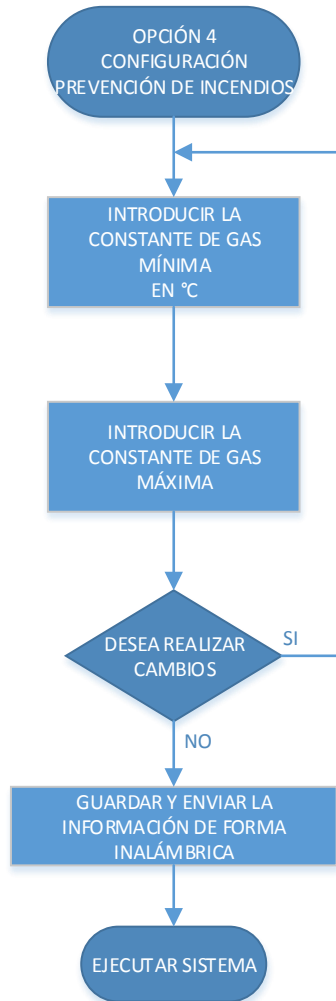 OPCIÓN 4
CONFIGURACIÓN
PREVENCIÓN DE INCENDIOS
INTRODUCIR LA
CONSTANTE DE GAS
MÍNIMA
EN °C
INTRODUCIR LA
CONSTANTE DE GAS
MÁXIMA
DESEA REALIZAR
CAMBIOS
SI
NO
GUARDAR Y ENVIAR LA
INFORMACIÓN DE FORMA
INALÁMBRICA
EJECUTAR SISTEMA